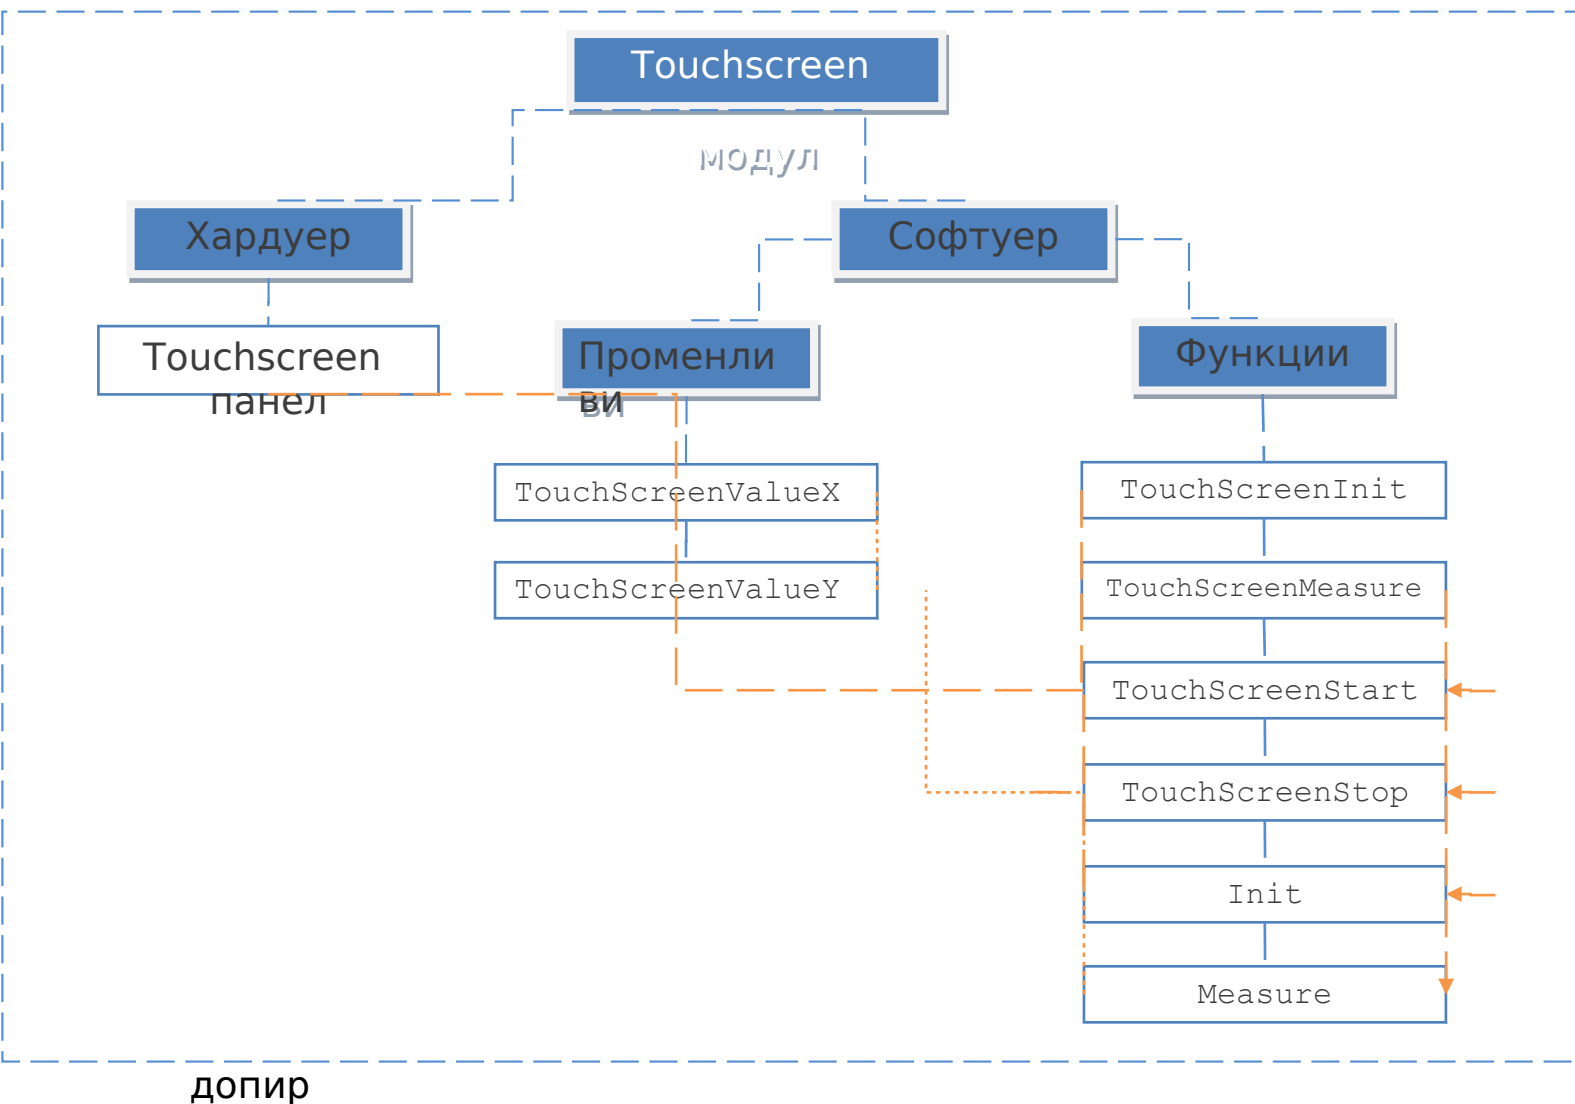 Touchscreen
модул
Хардуер
Софтуер
Touchscreen
панел
Променли
ви
Функции
TouchScreenValueX
TouchScreenValueY
TouchScreenInit
TouchScreenMeasure
TouchScreenStart
TouchScreenStop
Init
Measure
допир